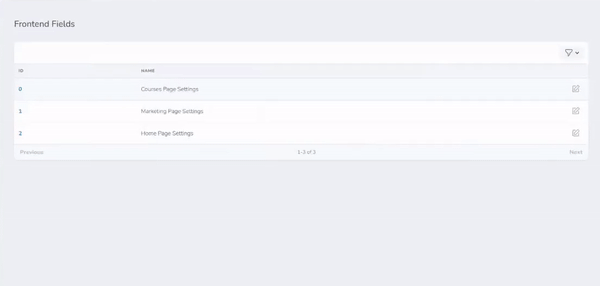 Frontend Fields
ID NAME
0 Courses Page Settings
1 Marketing Page Settings
2 Home Page Settings
Previous 1-3 of 3 Next